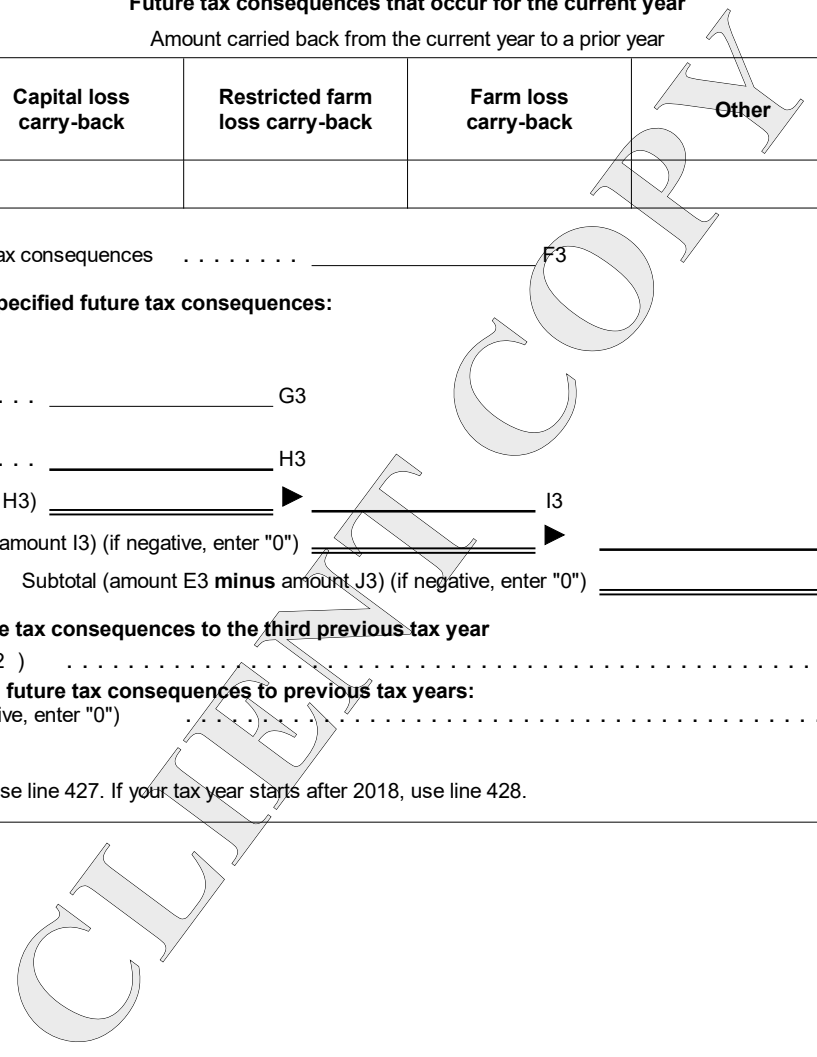 Future tax consequences that occur for the current year
Amount carried back from the current year to a prior year
Capital loss carry-back
Restricted farm loss carry-back
Farm loss carry-back
Other
ax consequences . . . . . . . . F3
pecified future tax consequences:
. . . G3
. . . H3
H3) I3
amount I3) (if negative, enter "0")
Subtotal (amount E3 minus amount J3) (if negative, enter "0")
e tax consequences to the third previous tax year
2 ) . . . . . . . . . . . . . . . . . . . . . . . . . . . . . . . . . . . . . . . . . . . . . . . . . . . . . . . . . .
future tax consequences to previous tax years:
ive, enter "0") . . . . . . . . . . . . . . . . . . . . . . . . . . . . . . . . . . . . . . . . . . . . . . . . .
se line 427. If your tax year starts after 2018, use line 428.
CLIENT COPY